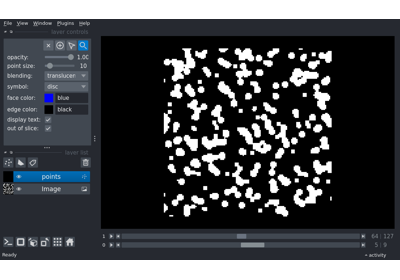 File View Window Plugins Help
layer controls
opacity: 1.00
point size: 10
blending: translucen
symbol: disc
face color: blue
edge color: black
display text:
out of slice:
layer list
points
Image
1 64 127
0 5 9
Ready activity